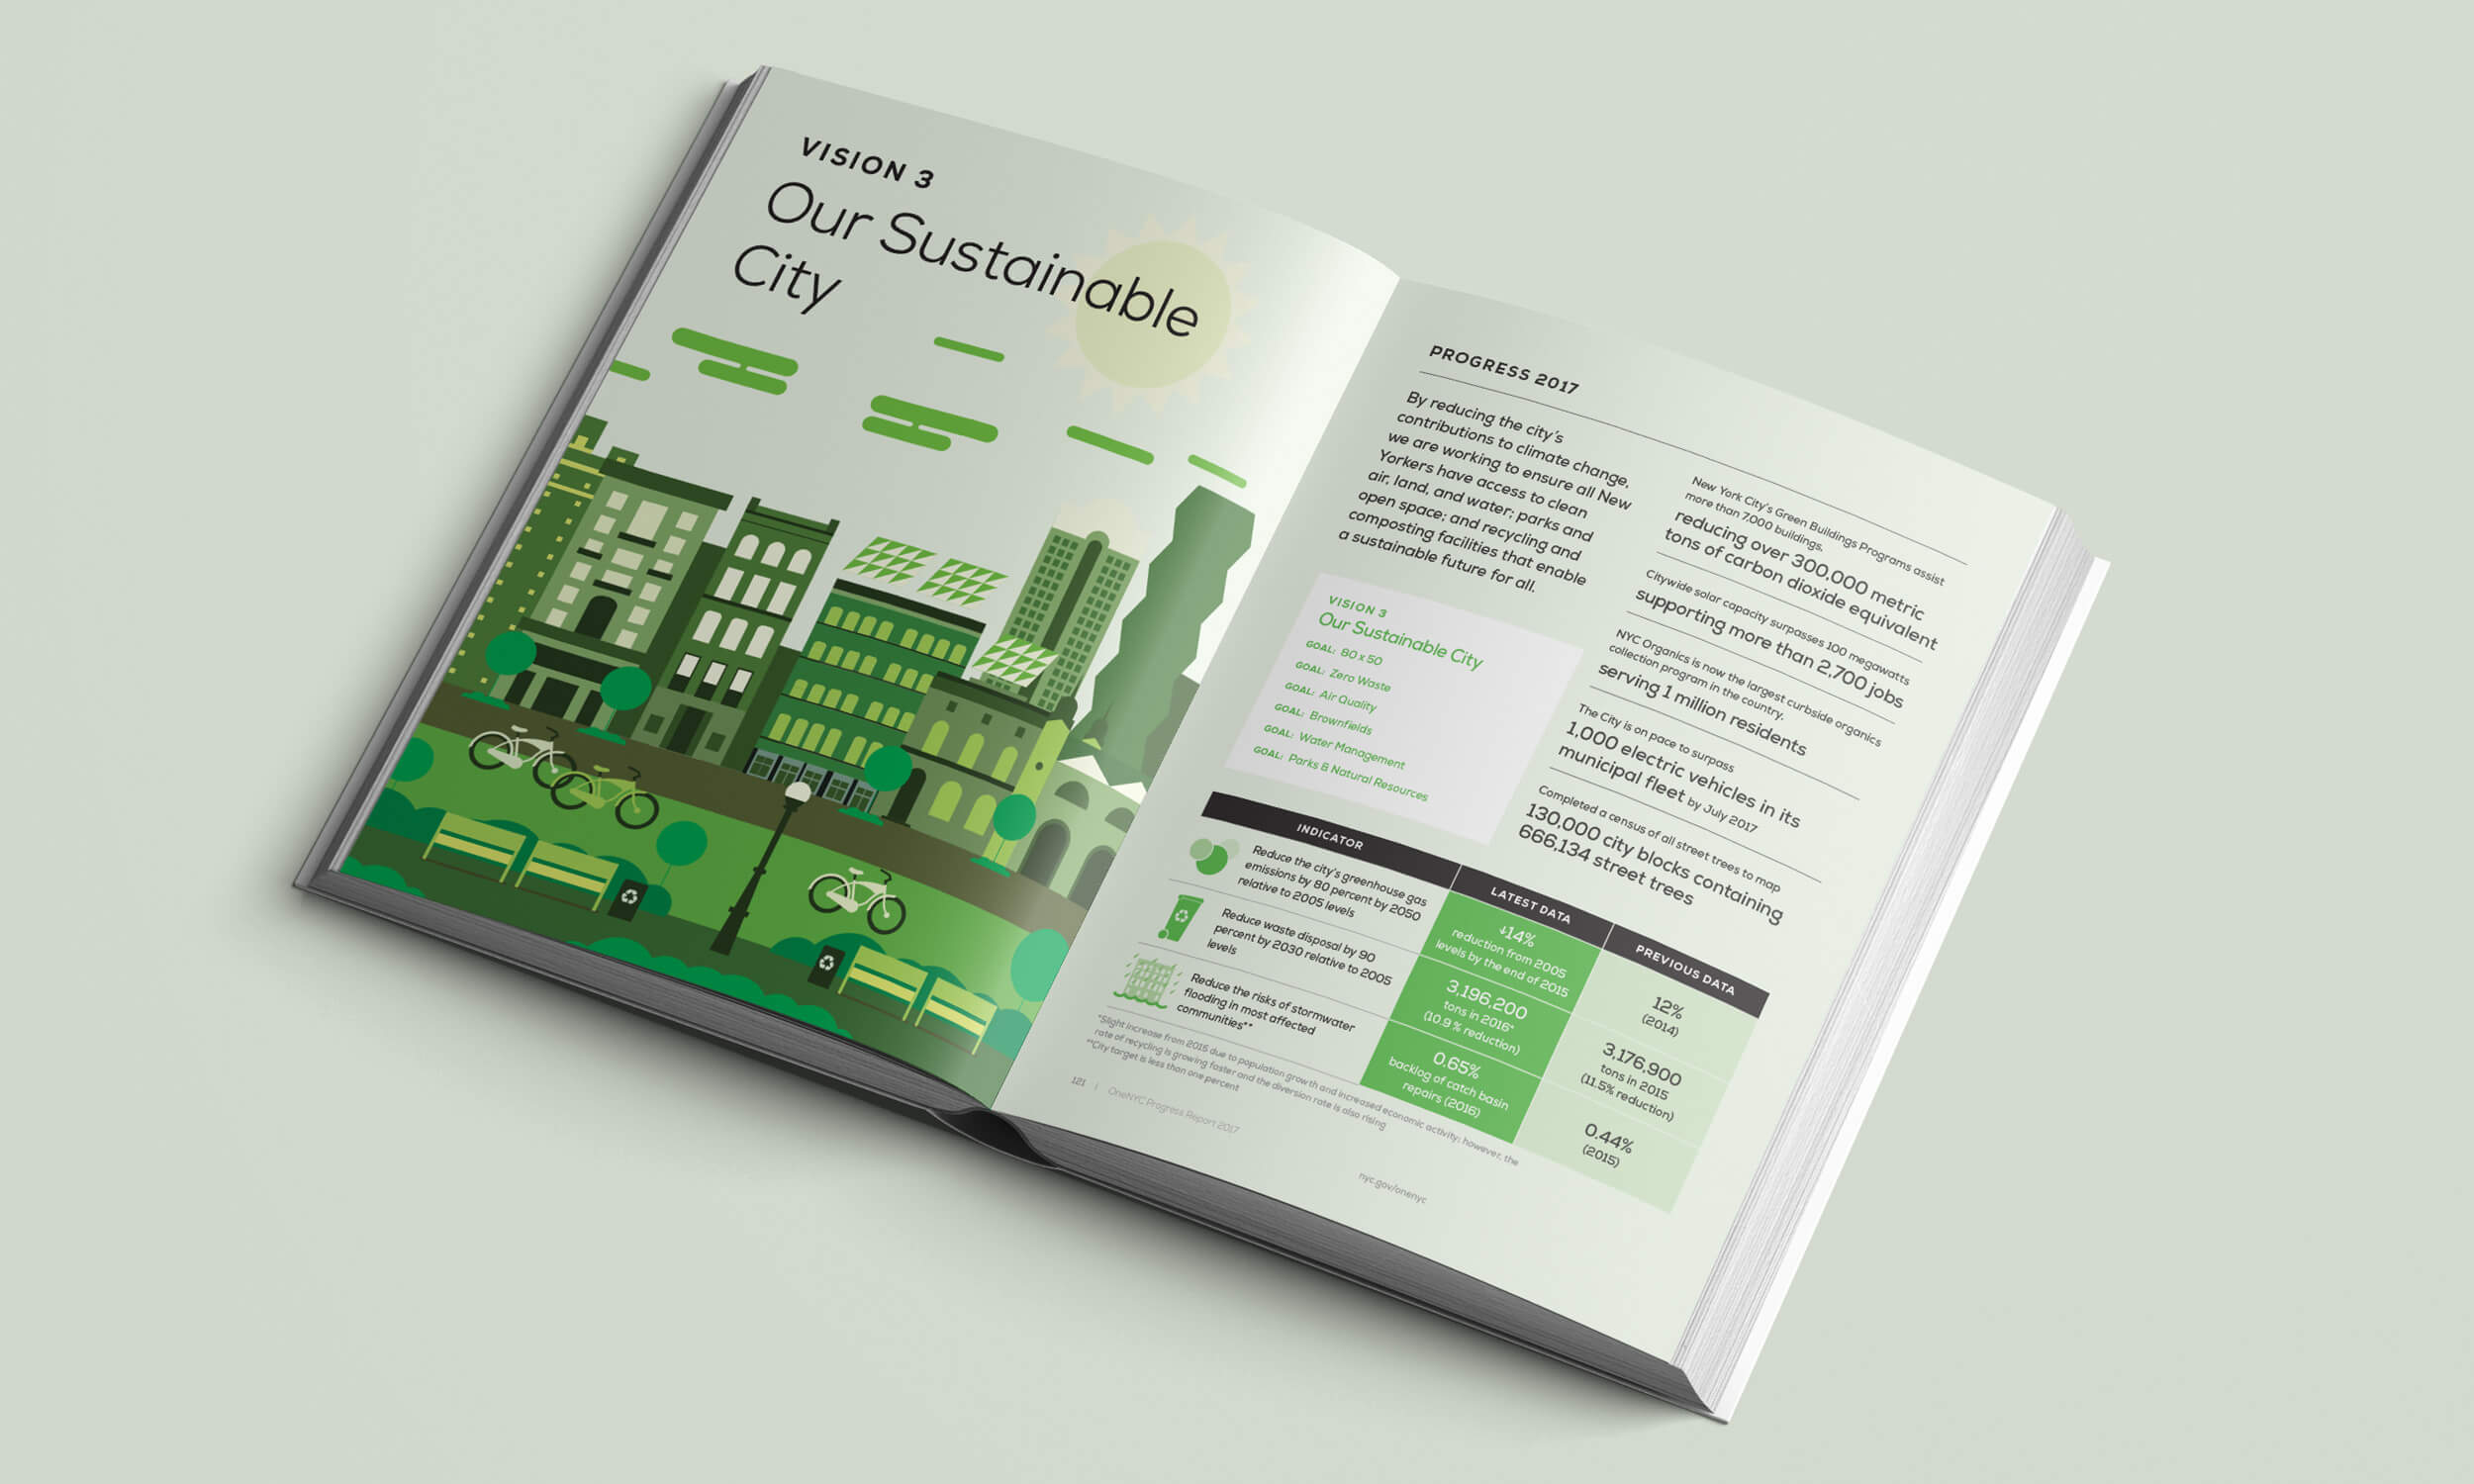 VISION 3
Our Sustainable
City
PROGRESS 2017
By reducing the city's
contributions to climate change,
we are working to ensure all New
Yorkers have access to clean
air, land, and water; parks and
open space; and recycling and
composting facilities that enable
a sustainable future for all.
VISION 3
Our Sustainable City
GOAL: 80 x 50
GOAL: Zero Waste
GOAL: Air Quality
GOAL: Brownfields
GOAL: Water Management
GOAL: Parks & Natural Resources
New York City's Green Buildings Programs assist
more than 7,000 buildings,
reducing over 300,000 metric
tons of carbon dioxide equivalent
Citywide solar capacity surpasses 100 megawatts
supporting more than 2,700 jobs
NYC Organics is now the largest curbside organics
collection program in the country,
serving 1 million residents
The City is on pace to surpass
1,000 electric vehicles in its
municipal fleet by July 2017
Completed a census of all street trees to map
130,000 city blocks containing
666,134 street trees
INDICATOR
LATEST DATA
PREVIOUS DATA
Reduce the city's greenhouse gas
emissions by 80 percent by 2050
relative to 2005 levels
↓14%
reduction from 2005
levels by the end of 2015
12%
(2014)
Reduce waste disposal by 90
percent by 2030 relative to 2005
levels
3,196,200
tons in 2016*
(10.9 % reduction)
3,176,900
tons in 2015
(11.5% reduction)
Reduce the risks of stormwater
flooding in most affected
communities**
0.65%
backlog of catch basin
repairs (2016)
0.44%
(2015)
*Slight increase from 2015 due to population growth and increased economic activity; however, the
rate of recycling is growing faster and the diversion rate is also rising
**City target is less than one percent
121 | OneNYC Progress Report 2017
nyc.gov/onenyc